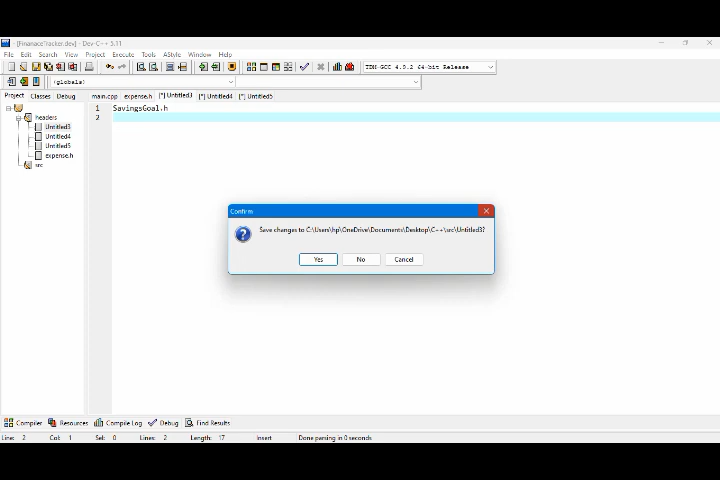 - [FinanaceTracker.dev] - Dev-C++ 5.11
File Edit Search View Project Execute Tools AStyle Window Help
TDM-GCC 4.9.2 64-bit Release
(globals)
Project Classes Debug
main.cpp expense.h [*] Untitled3 [*] Untitled4 [*] Untitled5
1 SavingsGoal.h
2
headers
Untitled3
Untitled4
Untitled5
expense.h
src
Confirm
Save changes to C:\Users\hp\OneDrive\Documents\Desktop\C++\src\Untitled3?
Yes No Cancel
Compiler Resources Compile Log Debug Find Results
Line: 2 Col: 1 Sel: 0 Lines: 2 Length: 17 Insert Done parsing in 0 seconds